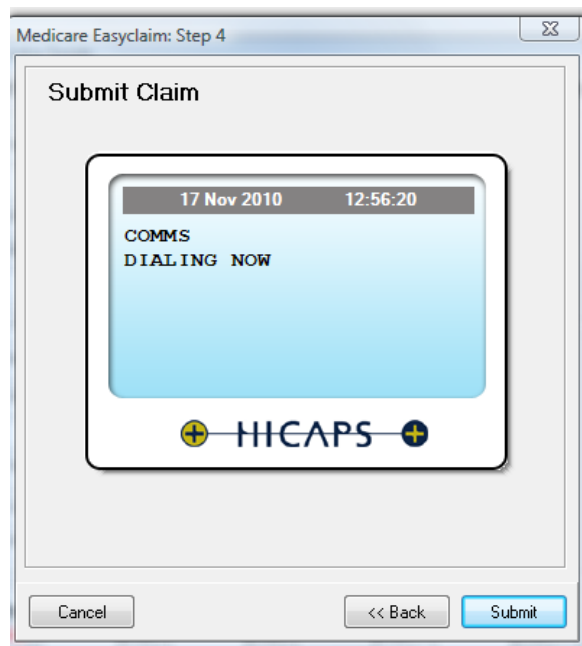 Medicare Easyclaim: Step 4
Submit Claim
17 Nov 2010 12:56:20
COMMS
DIALING NOW
HICAPS
Cancel
<< Back
Submit